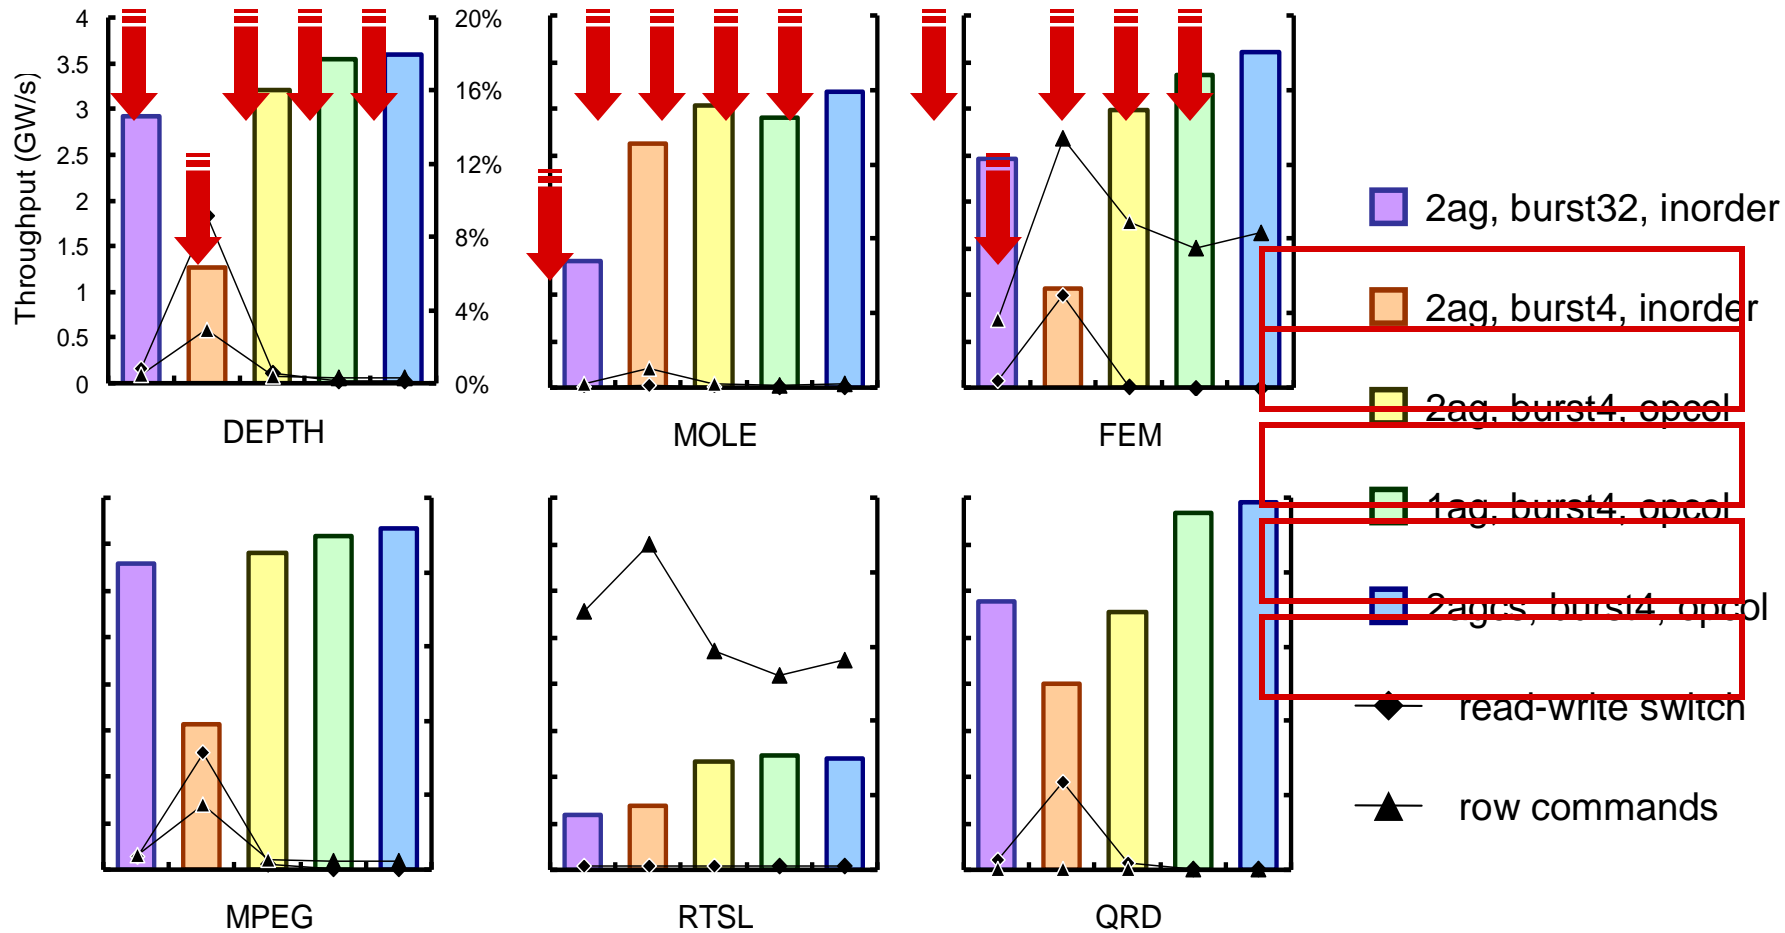 4
3.5
3
2.5
2
1.5
1
0.5
0
Throughput (GW/s)
20%
16%
12%
8%
4%
0%
DEPTH
MOLE
FEM
MPEG
RTSL
QRD
2ag, burst32, inorder
2ag, burst4, inorder
2ag, burst4, opcol
1ag, burst4, opcol
2agcs, burst4, opcol
read-write switch
row commands